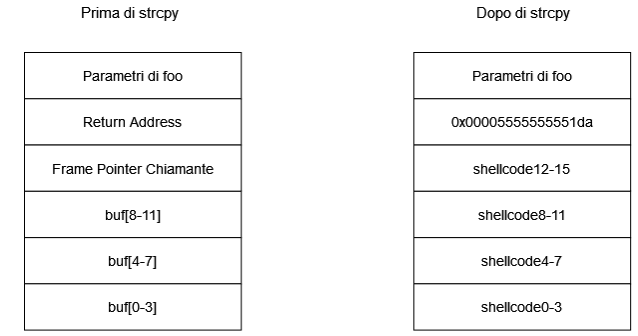 Prima di strcpy
Parametri di foo
Return Address
Frame Pointer Chiamante
buf[8-11]
buf[4-7]
buf[0-3]
Dopo di strcpy
Parametri di foo
0x00005555555551da
shellcode12-15
shellcode8-11
shellcode4-7
shellcode0-3